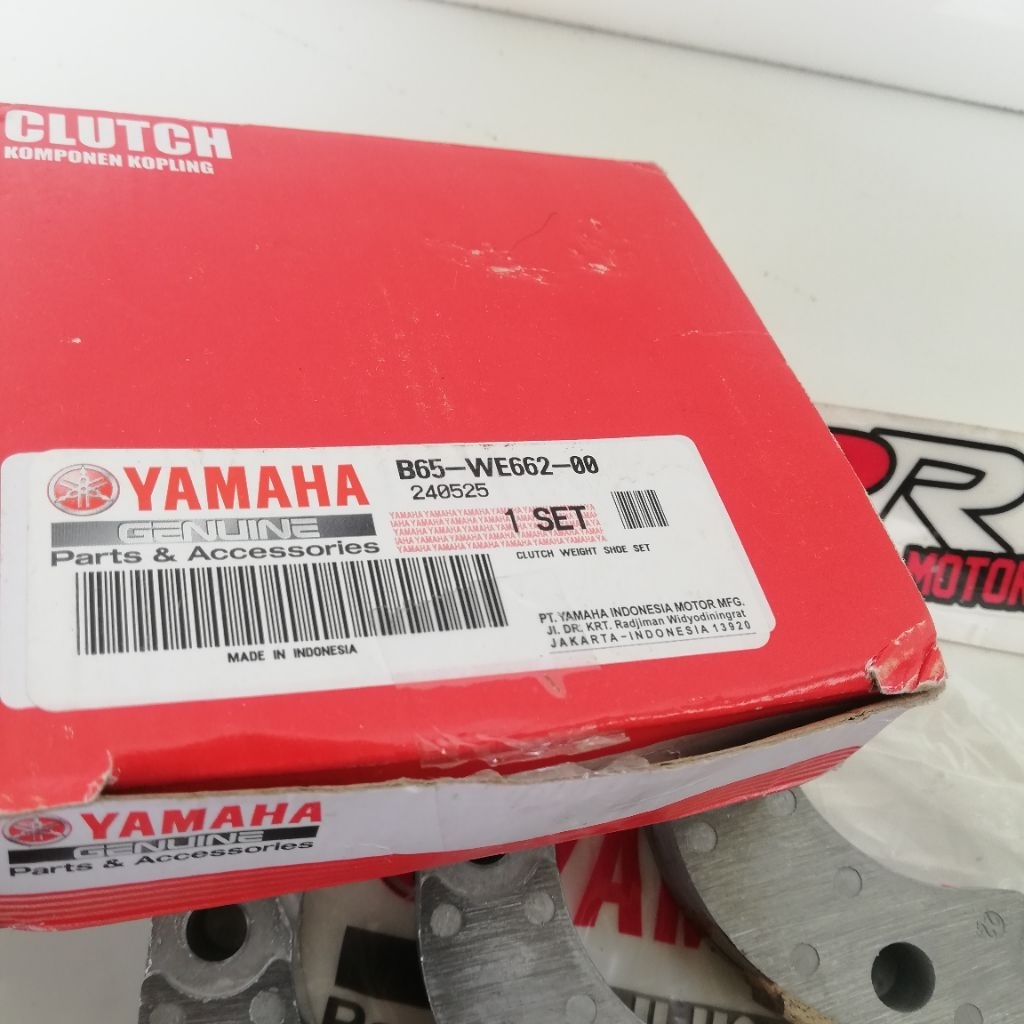 CLUTCH
KOMPONEN KOPLING
YAMAHA
GENUINE
Parts & Accessories
B65-WE662-00
240525
1 SET
CLUTCH WEIGHT SHOE SET
MADE IN INDONESIA
PT. YAMAHA INDONESIA MOTOR MFG.
Jl. DR. KRT. Radjiman Widyodiningrat
JAKARTA-INDONESIA 13920
YAMAHA
GENUINE
Parts & Accessories
MOTOR